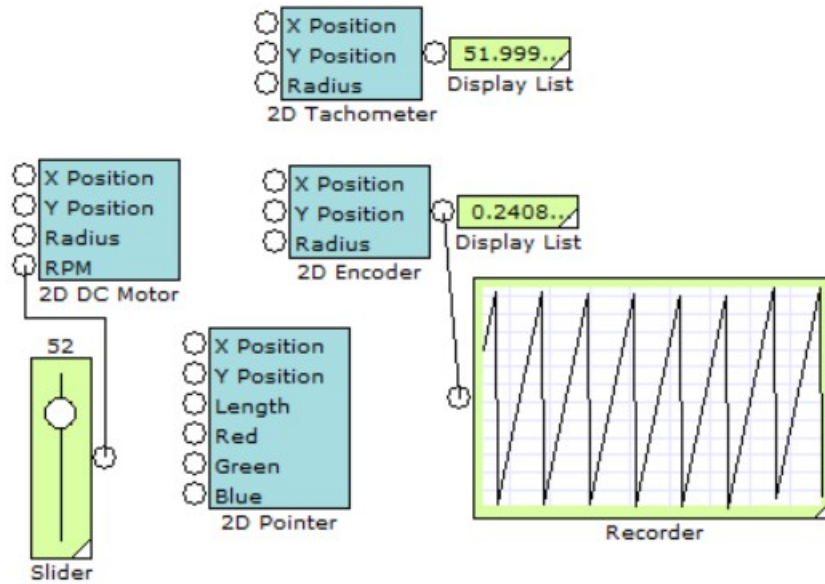 X Position
Y Position
Radius
2D Tachometer
51.999...
Display List
X Position
Y Position
Radius
RPM
2D DC Motor
X Position
Y Position
Radius
2D Encoder
0.2408...
Display List
52
Slider
X Position
Y Position
Length
Red
Green
Blue
2D Pointer
Recorder